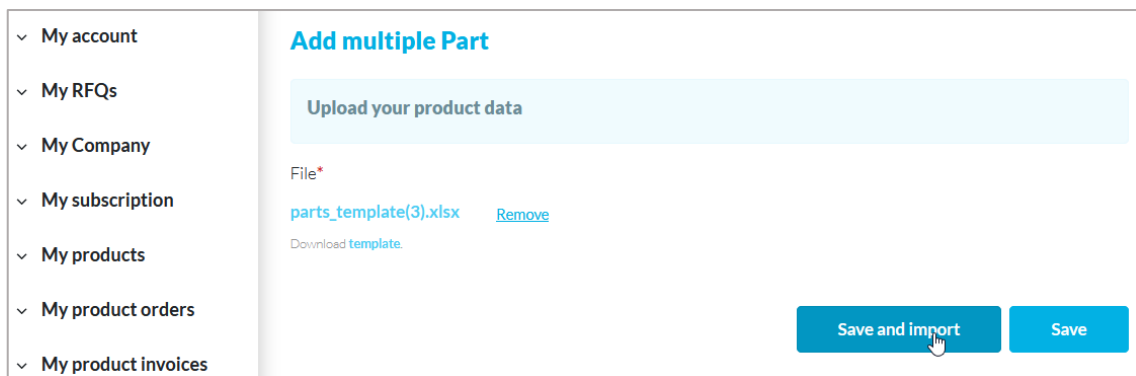 My account
My RFQs
My Company
My subscription
My products
My product orders
My product invoices
Add multiple Part
Upload your product data
File*
parts_template(3).xlsx Remove
Download template.
Save and import Save